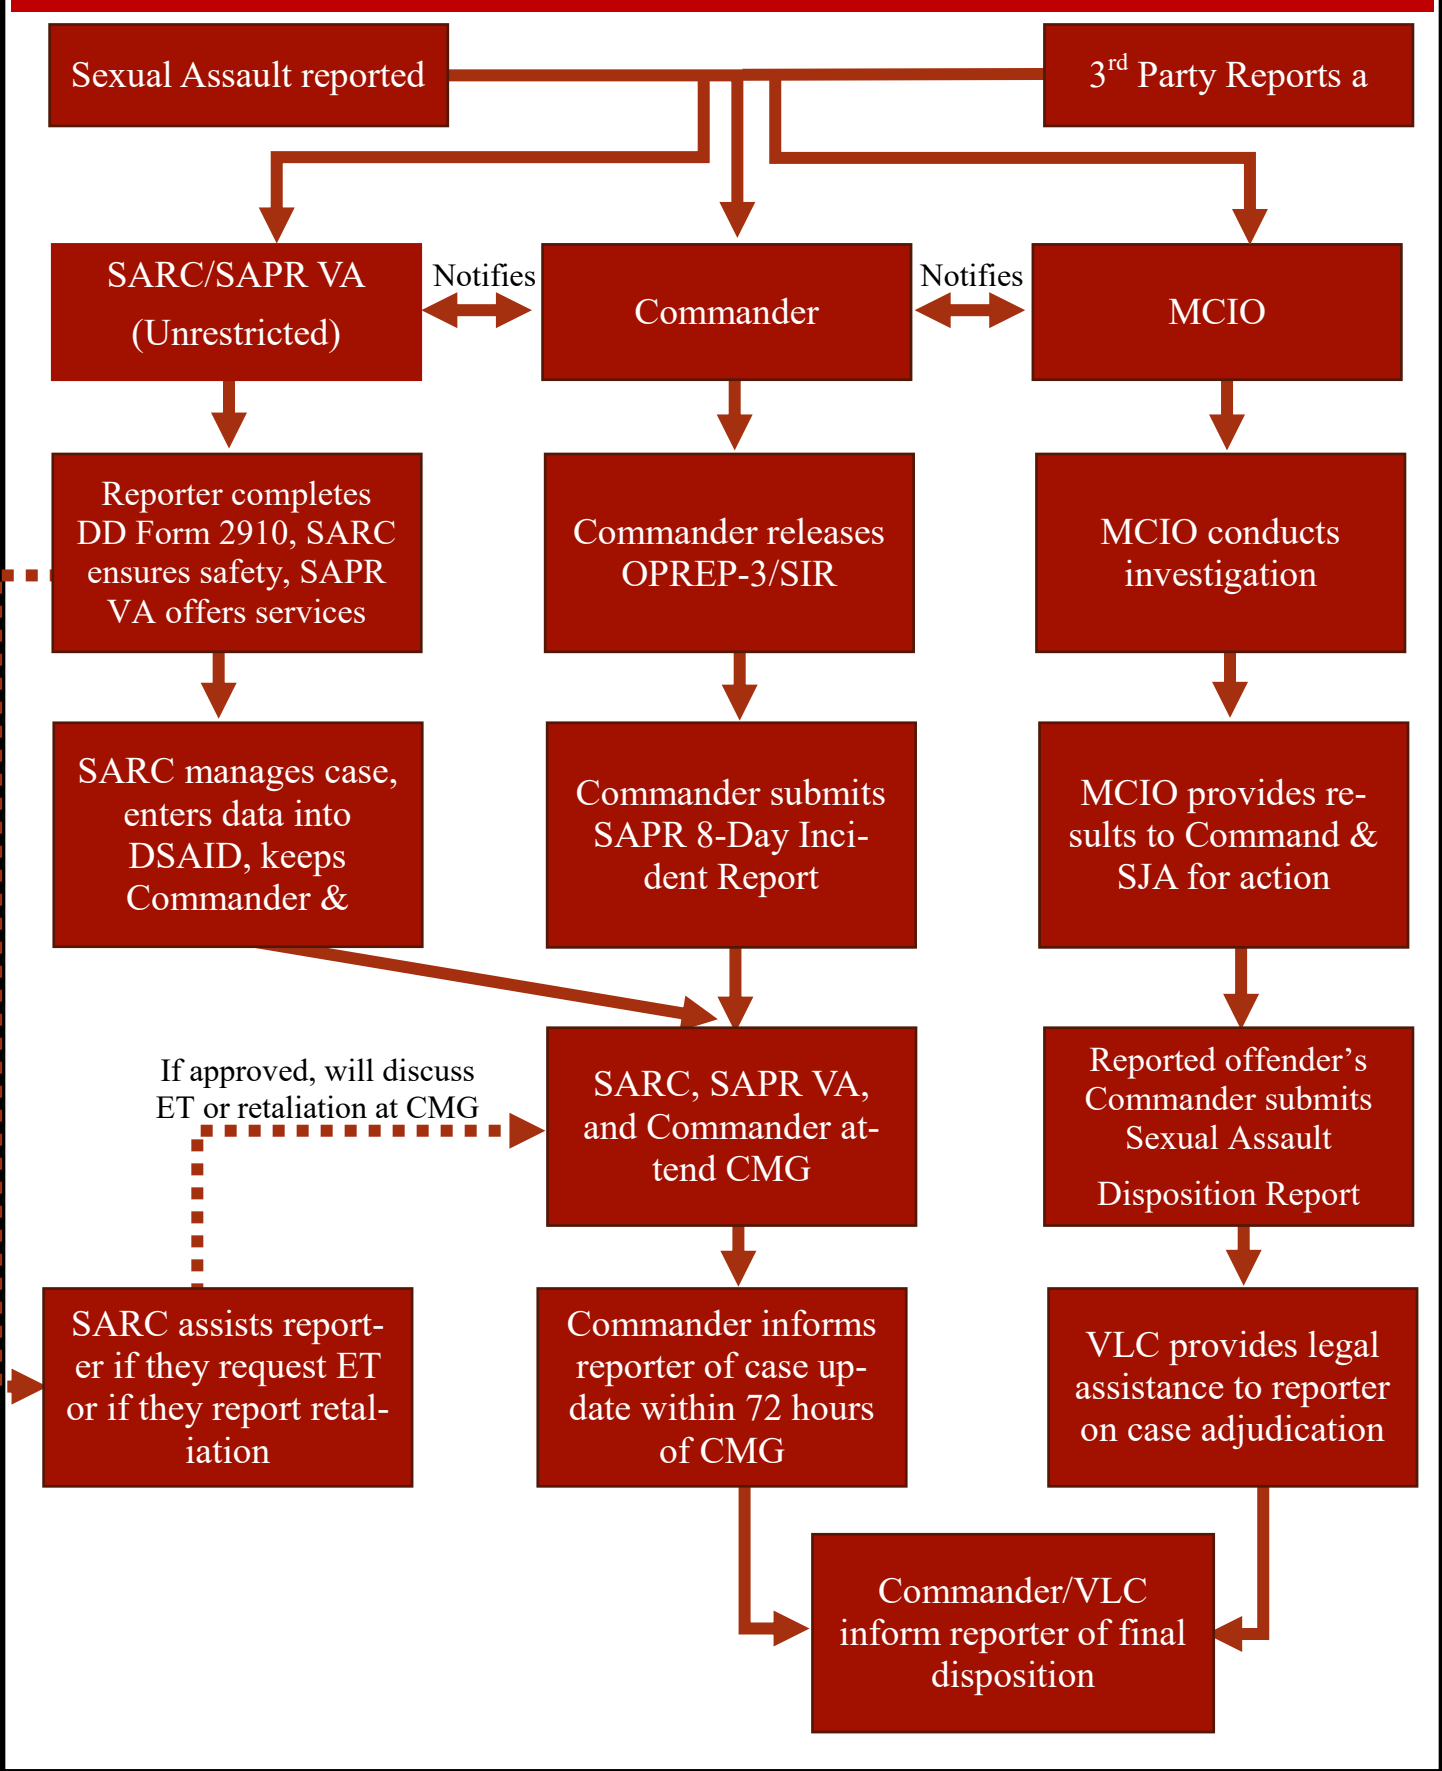 Sexual Assault reported
3rd Party Reports a
SARC/SAPR VA
(Unrestricted)
Notifies
Commander
Notifies
MCIO
Reporter completes
DD Form 2910, SARC
ensures safety, SAPR
VA offers services
Commander releases
OPREP-3/SIR
MCIO conducts
investigation
SARC manages case,
enters data into
DSAID, keeps
Commander &
Commander submits
SAPR 8-Day Inci-
dent Report
MCIO provides re-
sults to Command &
SJA for action
If approved, will discuss
ET or retaliation at CMG
SARC, SAPR VA,
and Commander at-
tend CMG
Reported offender’s
Commander submits
Sexual Assault
Disposition Report
SARC assists report-
er if they request ET
or if they report retal-
iation
Commander informs
reporter of case up-
date within 72 hours
of CMG
VLC provides legal
assistance to reporter
on case adjudication
Commander/VLC
inform reporter of final
disposition